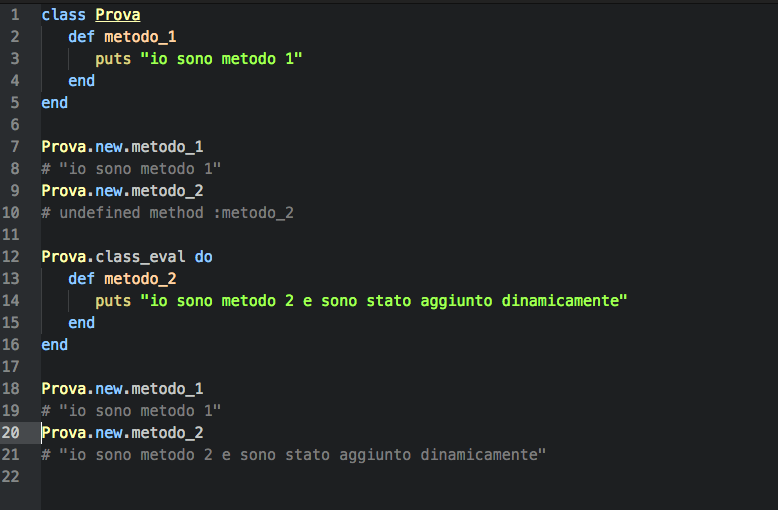 1 class Prova
2 def metodo_1
3 puts "io sono metodo 1"
4 end
5 end
6
7 Prova.new.metodo_1
8 # "io sono metodo 1"
9 Prova.new.metodo_2
10 # undefined method :metodo_2
11
12 Prova.class_eval do
13 def metodo_2
14 puts "io sono metodo 2 e sono stato aggiunto dinamicamente"
15 end
16 end
17
18 Prova.new.metodo_1
19 # "io sono metodo 1"
20 Prova.new.metodo_2
21 # "io sono metodo 2 e sono stato aggiunto dinamicamente"
22